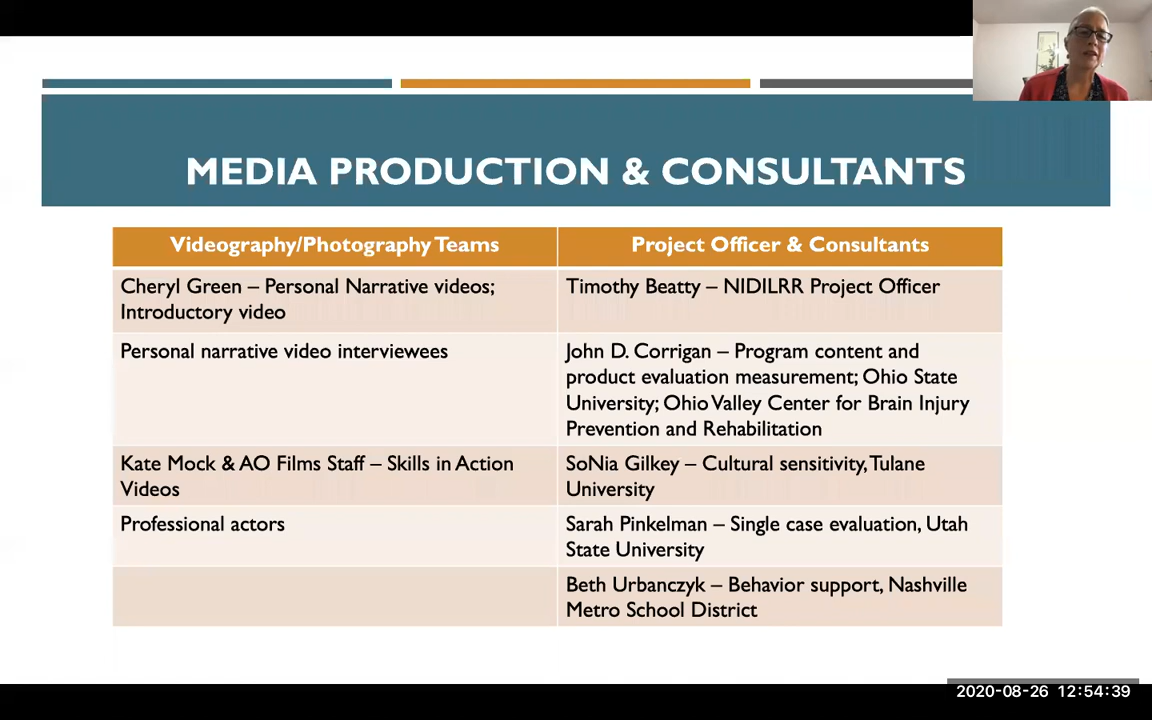 MEDIA PRODUCTION & CONSULTANTS
Videography/Photography Teams
Project Officer & Consultants
Cheryl Green – Personal Narrative videos;
Introductory video
Timothy Beatty – NIDILRR Project Officer
Personal narrative video interviewees
John D. Corrigan – Program content and
product evaluation measurement; Ohio State
University; Ohio Valley Center for Brain Injury
Prevention and Rehabilitation
Kate Mock & AO Films Staff – Skills in Action
Videos
SoNia Gilkey – Cultural sensitivity, Tulane
University
Professional actors
Sarah Pinkelman – Single case evaluation, Utah
State University
Beth Urbanczyk – Behavior support, Nashville
Metro School District
2020-08-26 12:54:39